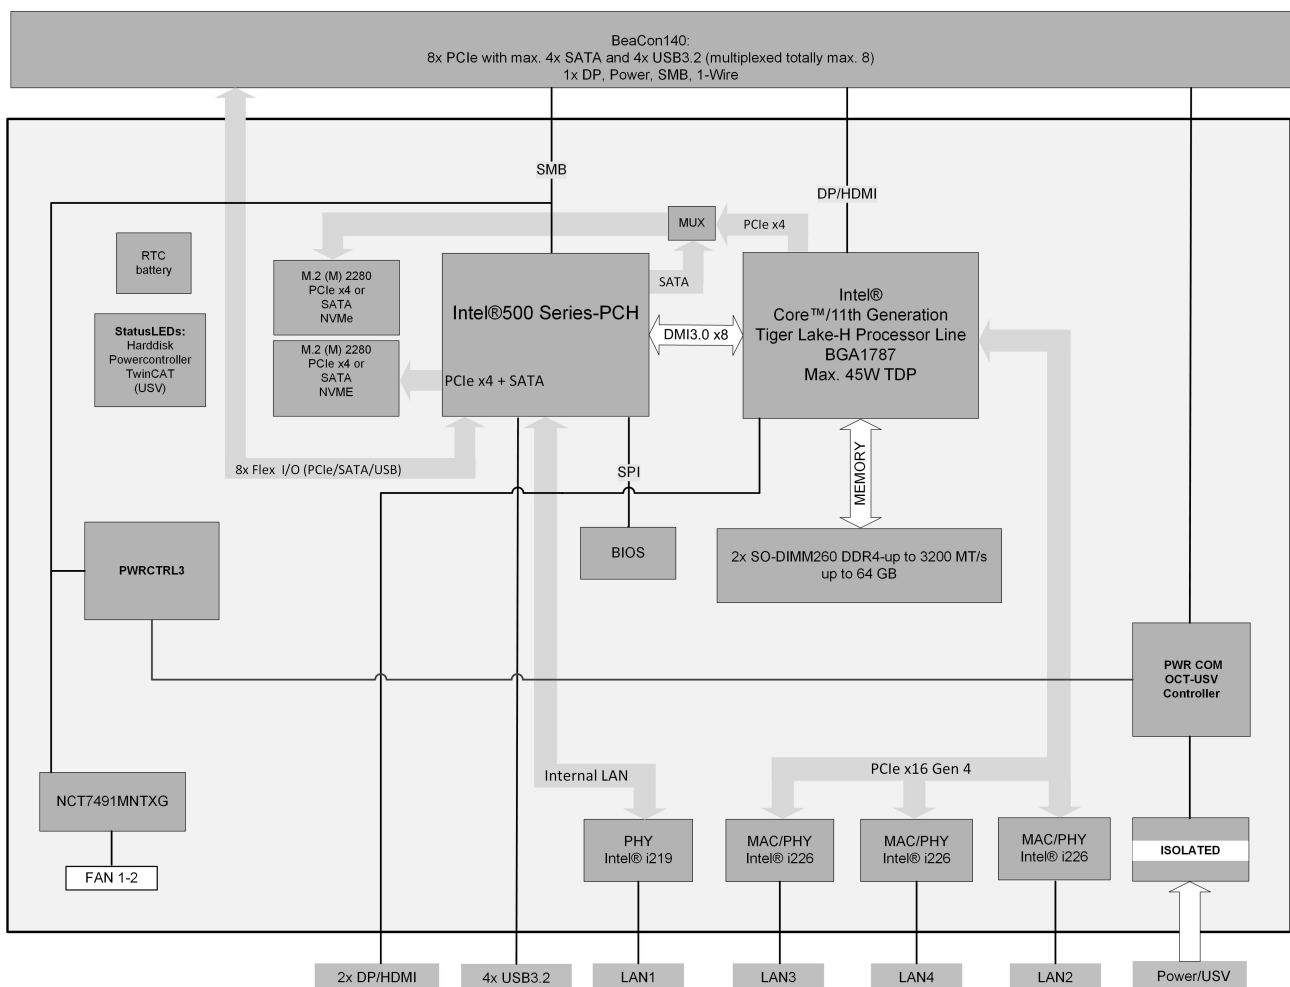 BeaCon140:
8x PCIe with max. 4x SATA and 4x USB3.2 (multiplexed totally max. 8)
1x DP, Power, SMB, 1-Wire
SMB
DP/HDMI
MUX
PCIe x4
RTC
battery
M.2 (M) 2280
PCIe x4 or
SATA
NVMe
SATA
Intel®500 Series-PCH
DMI3.0 x8
Intel®
Core™/11th Generation
Tiger Lake-H Processor Line
BGA1787
Max. 45W TDP
StatusLEDs:
Harddisk
Powercontroller
TwinCAT
(USV)
M.2 (M) 2280
PCIe x4 or
SATA
NVME
PCIe x4 + SATA
8x Flex I/O (PCIe/SATA/USB)
SPI
MEMORY
BIOS
2x SO-DIMM260 DDR4-up to 3200 MT/s
up to 64 GB
PWRCTRL3
PWR COM
OCT-USV
Controller
Internal LAN
PCIe x16 Gen 4
NCT7491MNTXG
FAN 1-2
PHY
Intel® i219
MAC/PHY
Intel® i226
MAC/PHY
Intel® i226
MAC/PHY
Intel® i226
ISOLATED
2x DP/HDMI
4x USB3.2
LAN1
LAN3
LAN4
LAN2
Power/USV